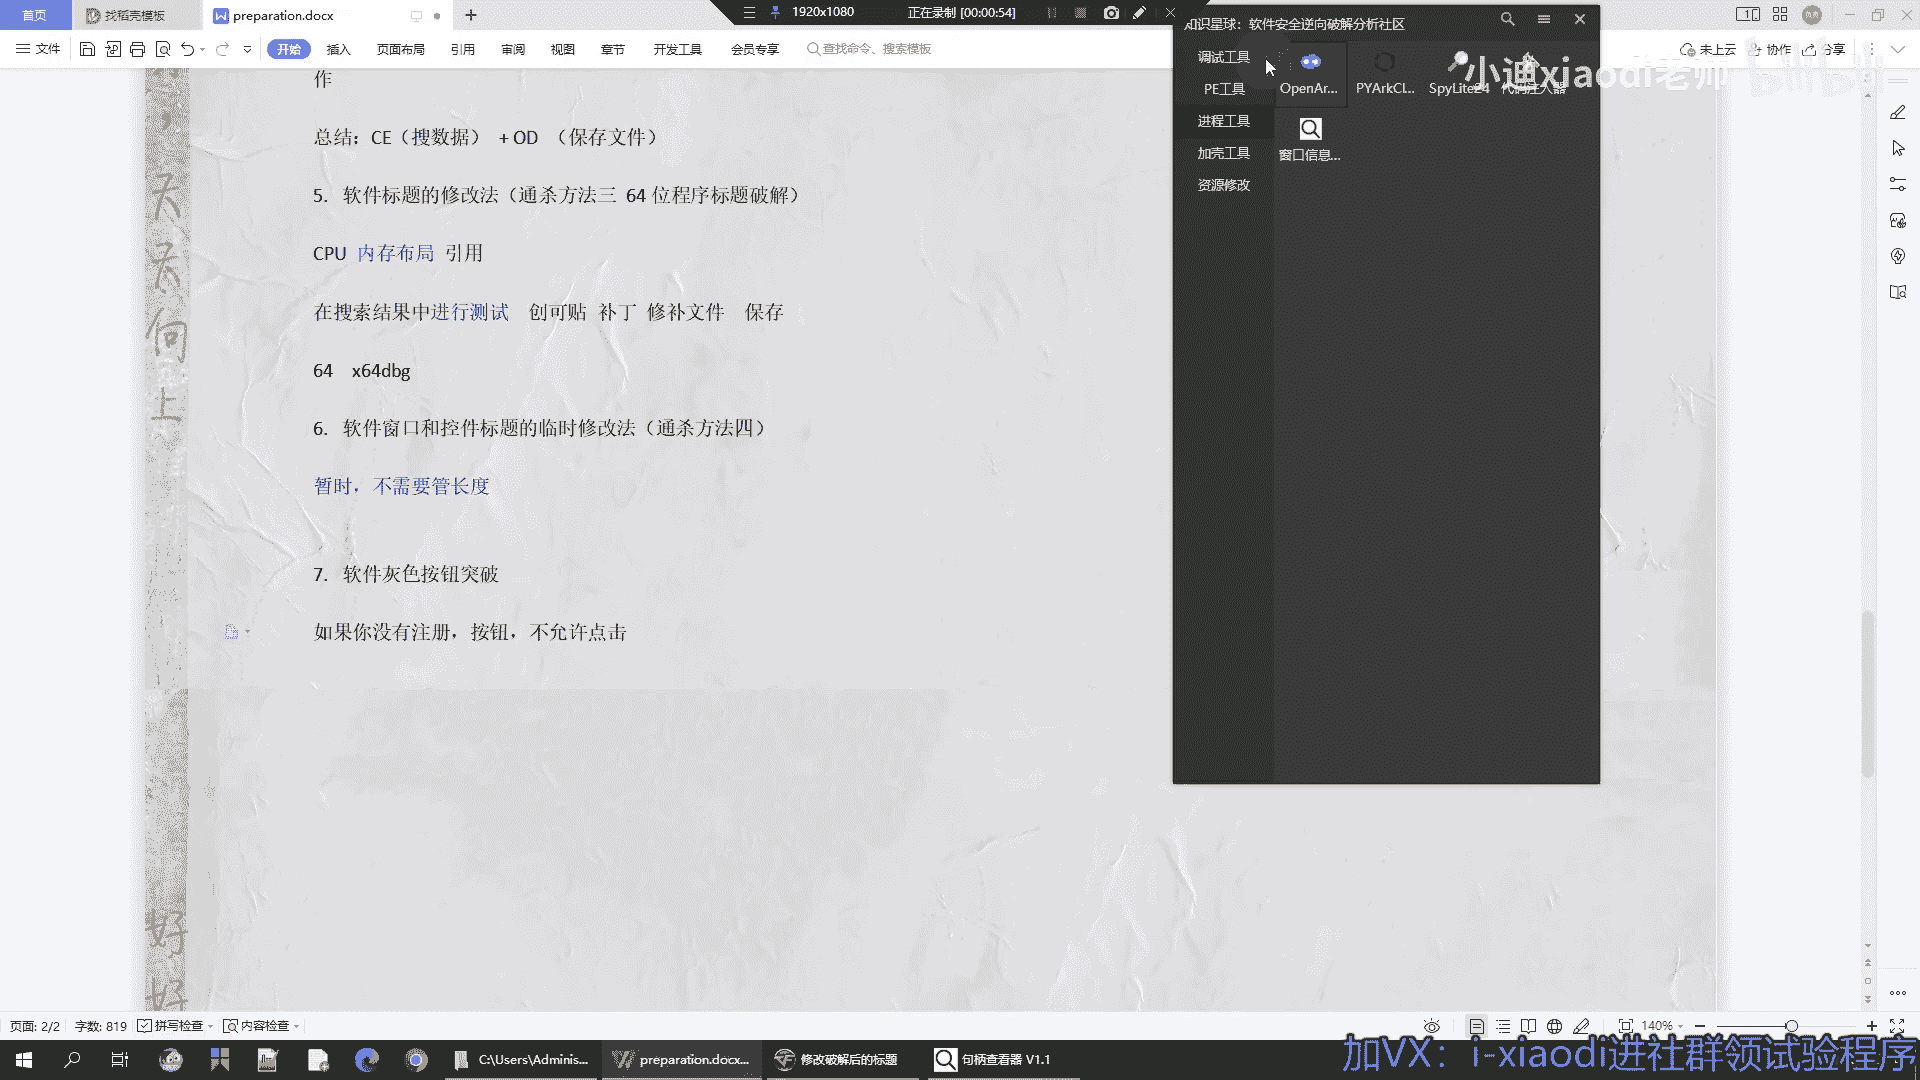 首页 找稻壳模板 preparation.docx
1920x1080 正在录制 [00:00:54]
文件 开始 插入 页面布局 引用 审阅 视图 章节 开发工具 会员专享 查找命令、搜索模板
未上云 协作 分享
知识星球：软件安全逆向破解分析社区
调试工具
PE工具
进程工具
加壳工具
资源修改
OpenAr... PYArkCl... SpyLite24 代码注入器
窗口信息...
小迪xiaodi老师
作
总结：CE（搜数据） + OD （保存文件）
5. 软件标题的修改法（通杀方法三 64 位程序标题破解）
CPU 内存布局 引用
在搜索结果中进行测试 创可贴 补丁 修补文件 保存
64 x64dbg
6. 软件窗口和控件标题的临时修改法（通杀方法四）
暂时，不需要管长度
7. 软件灰色按钮突破
如果你没有注册，按钮，不允许点击
天
天
向
上
好
好
页面: 2/2 字数: 819 拼写检查 内容检查 140%
C:\Users\Adminis... preparation.docx... 修改破解后的标题 句柄查看器 V1.1
加VX：i-xiaodi进社群领试验程序